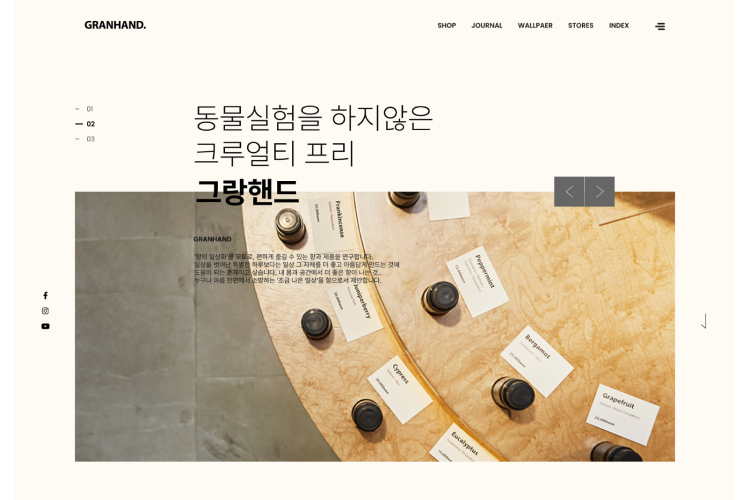 GRANHAND.
SHOP JOURNAL WALLPAER STORES INDEX
01
02
03
동물실험을 하지않은
크루얼티 프리
그랑핸드
GRANHAND
'향의 일상화'를 모토로, 편하게 즐길 수 있는 향과 제품을 연구합니다.
일상을 벗어난 특별한 하루보다는 일상 그 자체를 더 좋고 아름답게 만드는 것에
도움이 되는 존재이고 싶습니다. 내 몸과 공간에서 더 좋은 향이 나는 것...
누구나 마음 한편에서 소망하는 '조금 나은 일상'을 향으로서 제안합니다.
Frankincense
Peppermint
Juniperberry
Bergamot
Cypress
Grapefruit
Eucalyptus